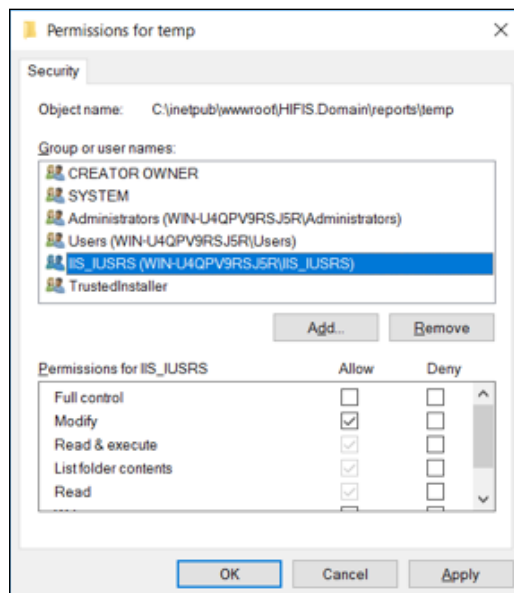 Permissions for temp
Security
Object name: C:\inetpub\wwwroot\HIFIS.Domain\reports\temp
Group or user names:
CREATOR OWNER
SYSTEM
Administrators (WIN-U4QPV9RSJ5R\Administrators)
Users (WIN-U4QPV9RSJ5R\Users)
IIS_IUSRS (WIN-U4QPV9RSJ5R\IIS_IUSRS)
TrustedInstaller
Add... Remove
Permissions for IIS_IUSRS Allow Deny
Full control
Modify
Read & execute
List folder contents
Read
OK Cancel Apply